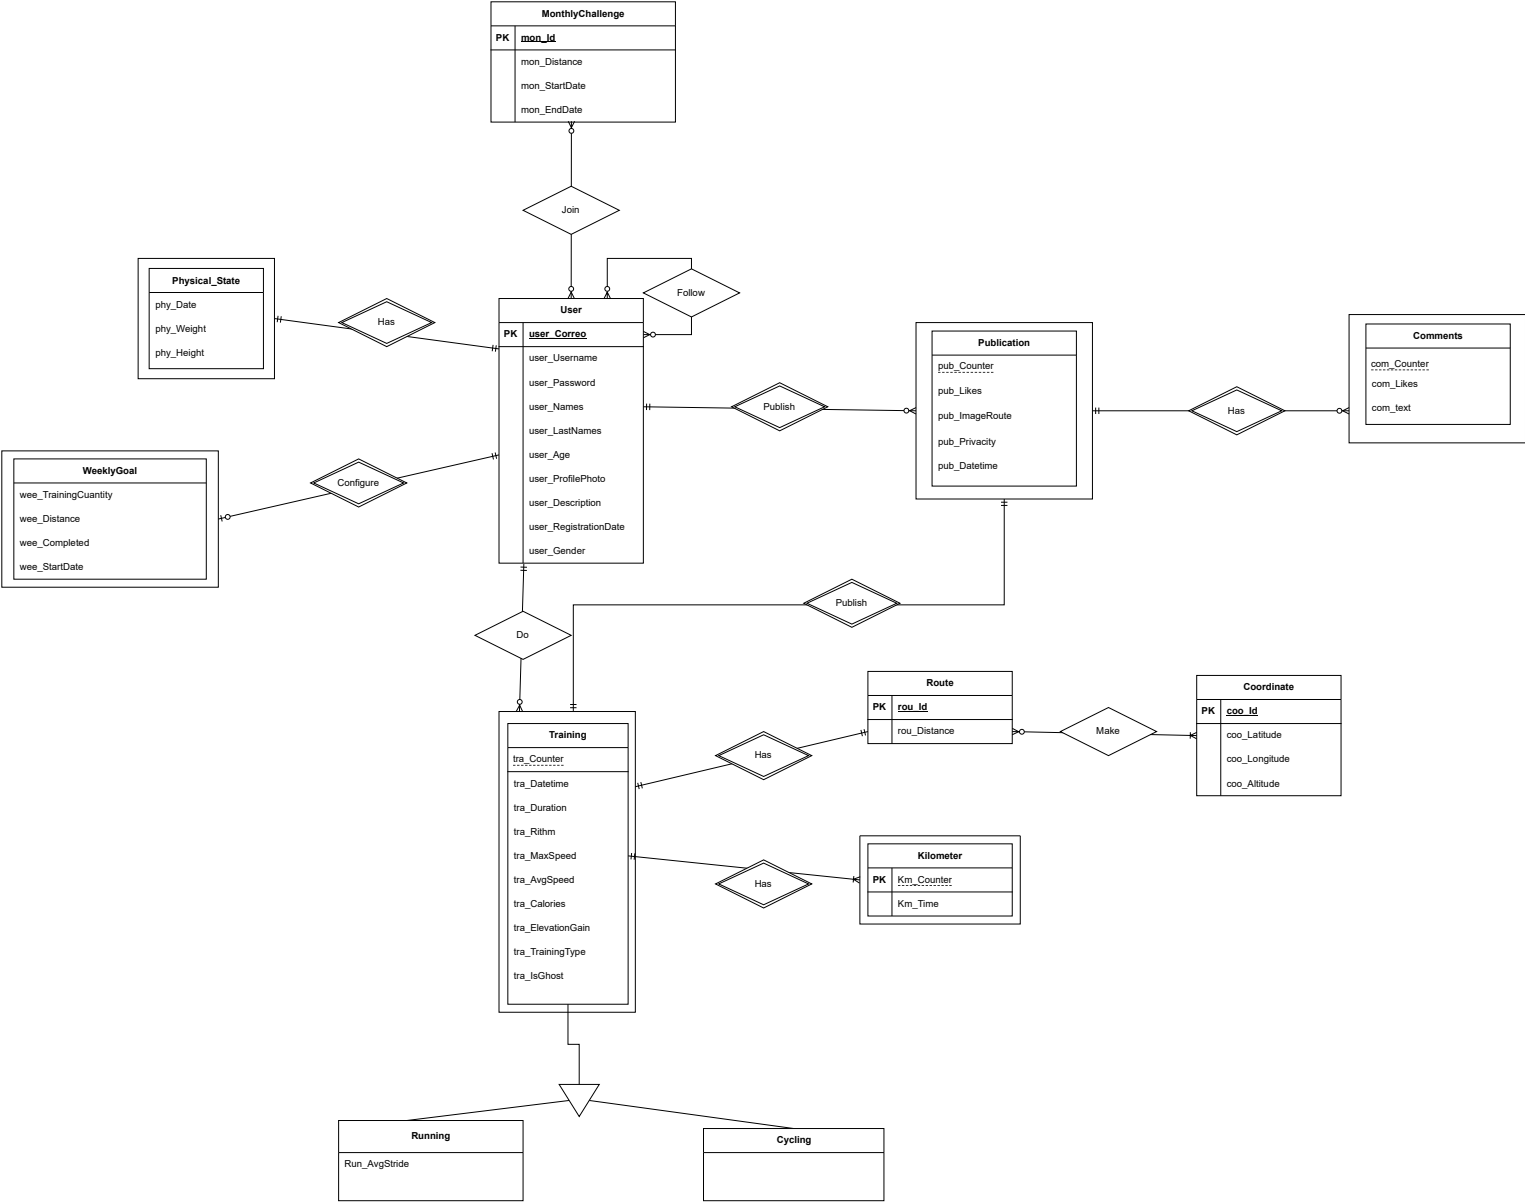 MonthlyChallenge
PK mon_Id
mon_Distance
mon_StartDate
mon_EndDate
Join
Physical_State
phy_Date
phy_Weight
phy_Height
Has
Follow
User
PK user_Correo
user_Username
user_Password
user_Names
user_LastNames
user_Age
user_ProfilePhoto
user_Description
user_RegistrationDate
user_Gender
Publish
Publication
pub_Counter
pub_Likes
pub_ImageRoute
pub_Privacity
pub_Datetime
Has
Comments
com_Counter
com_Likes
com_text
WeeklyGoal
wee_TrainingCuantity
wee_Distance
wee_Completed
wee_StartDate
Configure
Do
Publish
Training
tra_Counter
tra_Datetime
tra_Duration
tra_Rithm
tra_MaxSpeed
tra_AvgSpeed
tra_Calories
tra_ElevationGain
tra_TrainingType
tra_IsGhost
Has
Route
PK rou_Id
rou_Distance
Make
Coordinate
PK coo_Id
coo_Latitude
coo_Longitude
coo_Altitude
Has
Kilometer
PK Km_Counter
Km_Time
Running
Run_AvgStride
Cycling